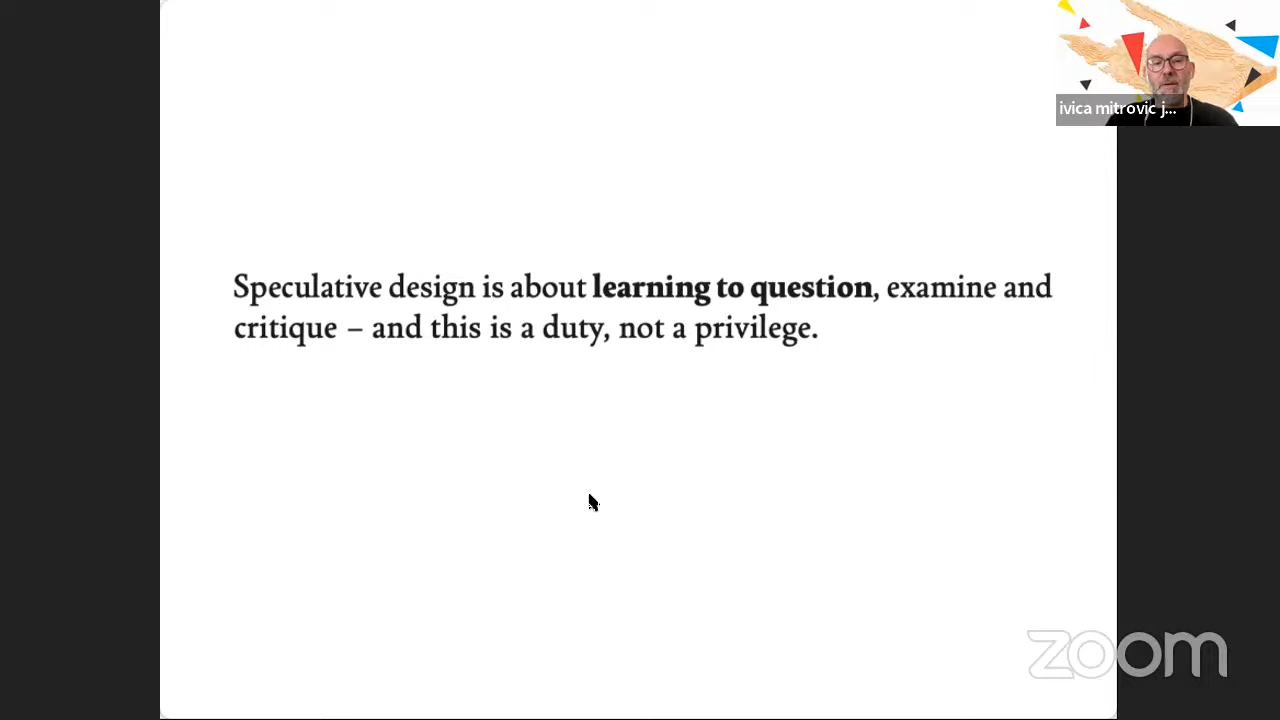 ivica mitrovic j...
Speculative design is about learning to question, examine and
critique – and this is a duty, not a privilege.
zoom